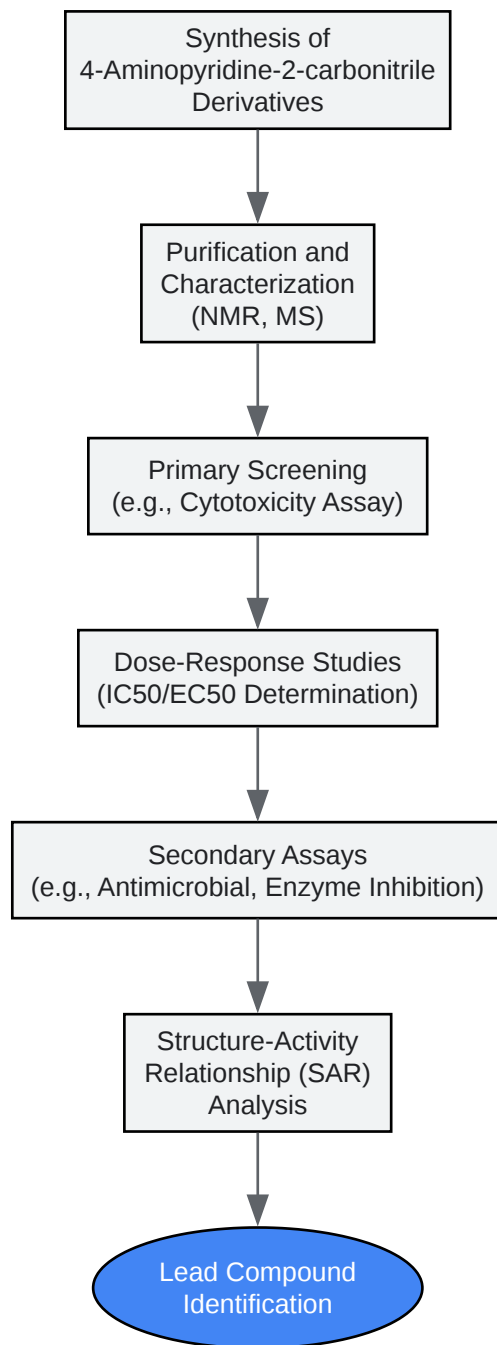 Synthesis of
4-Aminopyridine-2-carbonitrile
Derivatives
Purification and
Characterization
(NMR, MS)
Primary Screening
(e.g., Cytotoxicity Assay)
Dose-Response Studies
(IC50/EC50 Determination)
Secondary Assays
(e.g., Antimicrobial, Enzyme Inhibition)
Structure-Activity
Relationship (SAR)
Analysis
Lead Compound
Identification